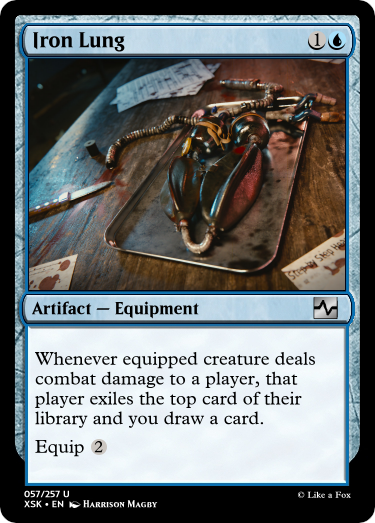 Iron Lung
1
Artifact — Equipment
Whenever equipped creature deals
combat damage to a player, that
player exiles the top card of their
library and you draw a card.
Equip 2
057/257 U
XSK • EN Harrison Magby
© Like a Fox